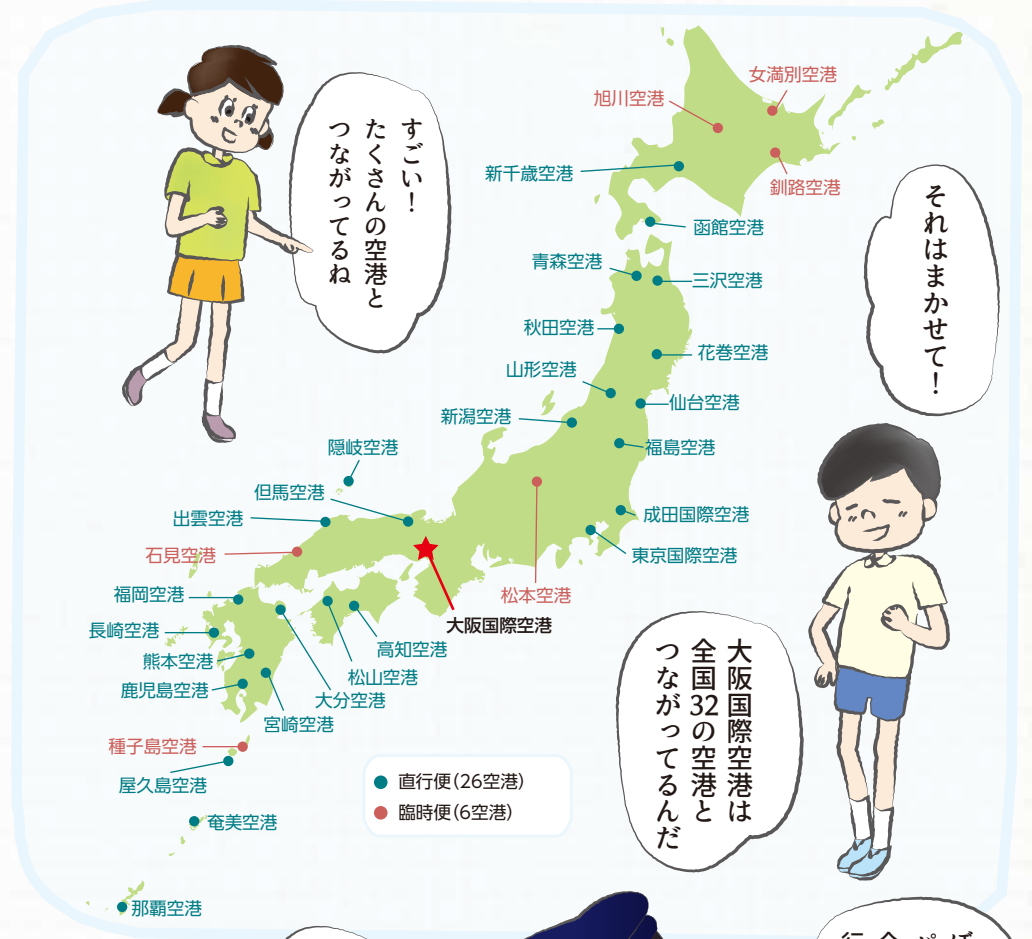 すごい！
たくさんの空港と
つながってるね
それはまかせて！
女満別空港
旭川空港
新千歳空港
釧路空港
函館空港
青森空港
三沢空港
秋田空港
花巻空港
山形空港
仙台空港
新潟空港
福島空港
隠岐空港
但馬空港
出雲空港
成田国際空港
石見空港
東京国際空港
松本空港
福岡空港
大阪国際空港
長崎空港
高知空港
熊本空港
松山空港
鹿児島空港
大分空港
宮崎空港
種子島空港
屋久島空港
奄美空港
那覇空港
直行便（26空港）
臨時便（6空港）
大阪国際空港は
全国32の空港と
つながってるんだ